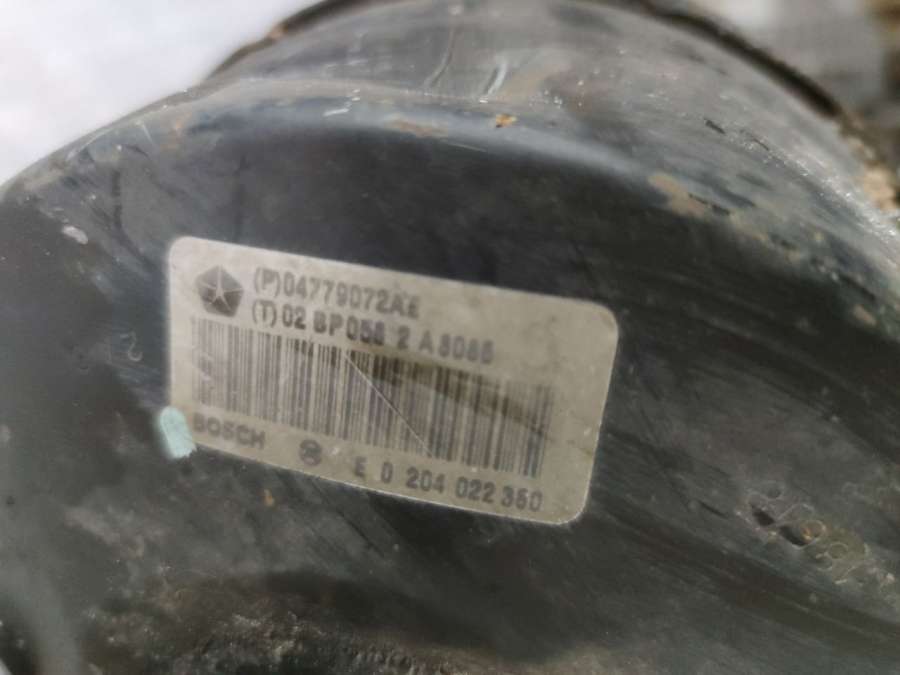 (P)04779072AE
(T)02 BP056 2 A8086
BOSCH E 0 204 022 350